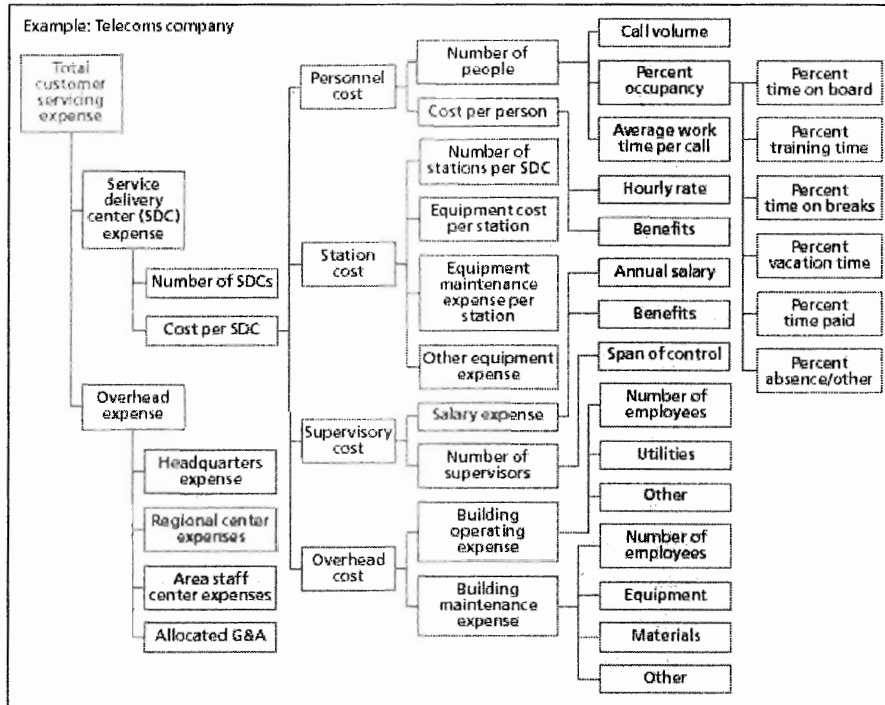 Example: Telecoms company
Total
customer
servicing
expense
Service
delivery
center (SDC)
expense
Number of SDCs
Cost per SDC
Overhead
expense
Headquarters
expense
Regional center
expenses
Area staff
center expenses
Allocated G&A
Personnel
cost
Station
cost
Supervisory
cost
Overhead
cost
Number of
people
Cost per person
Number of
stations per SDC
Equipment cost
per station
Equipment
maintenance
expense per
station
Other equipment
expense
Salary expense
Number of
supervisors
Building
operating
expense
Building
maintenance
expense
Call volume
Percent
occupancy
Average work
time per call
Hourly rate
Benefits
Annual salary
Benefits
Span of control
Number of
employees
Utilities
Other
Number of
employees
Equipment
Materials
Other
Percent
time on board
Percent
training time
Percent
time on breaks
Percent
vacation time
Percent
time paid
Percent
absence/other